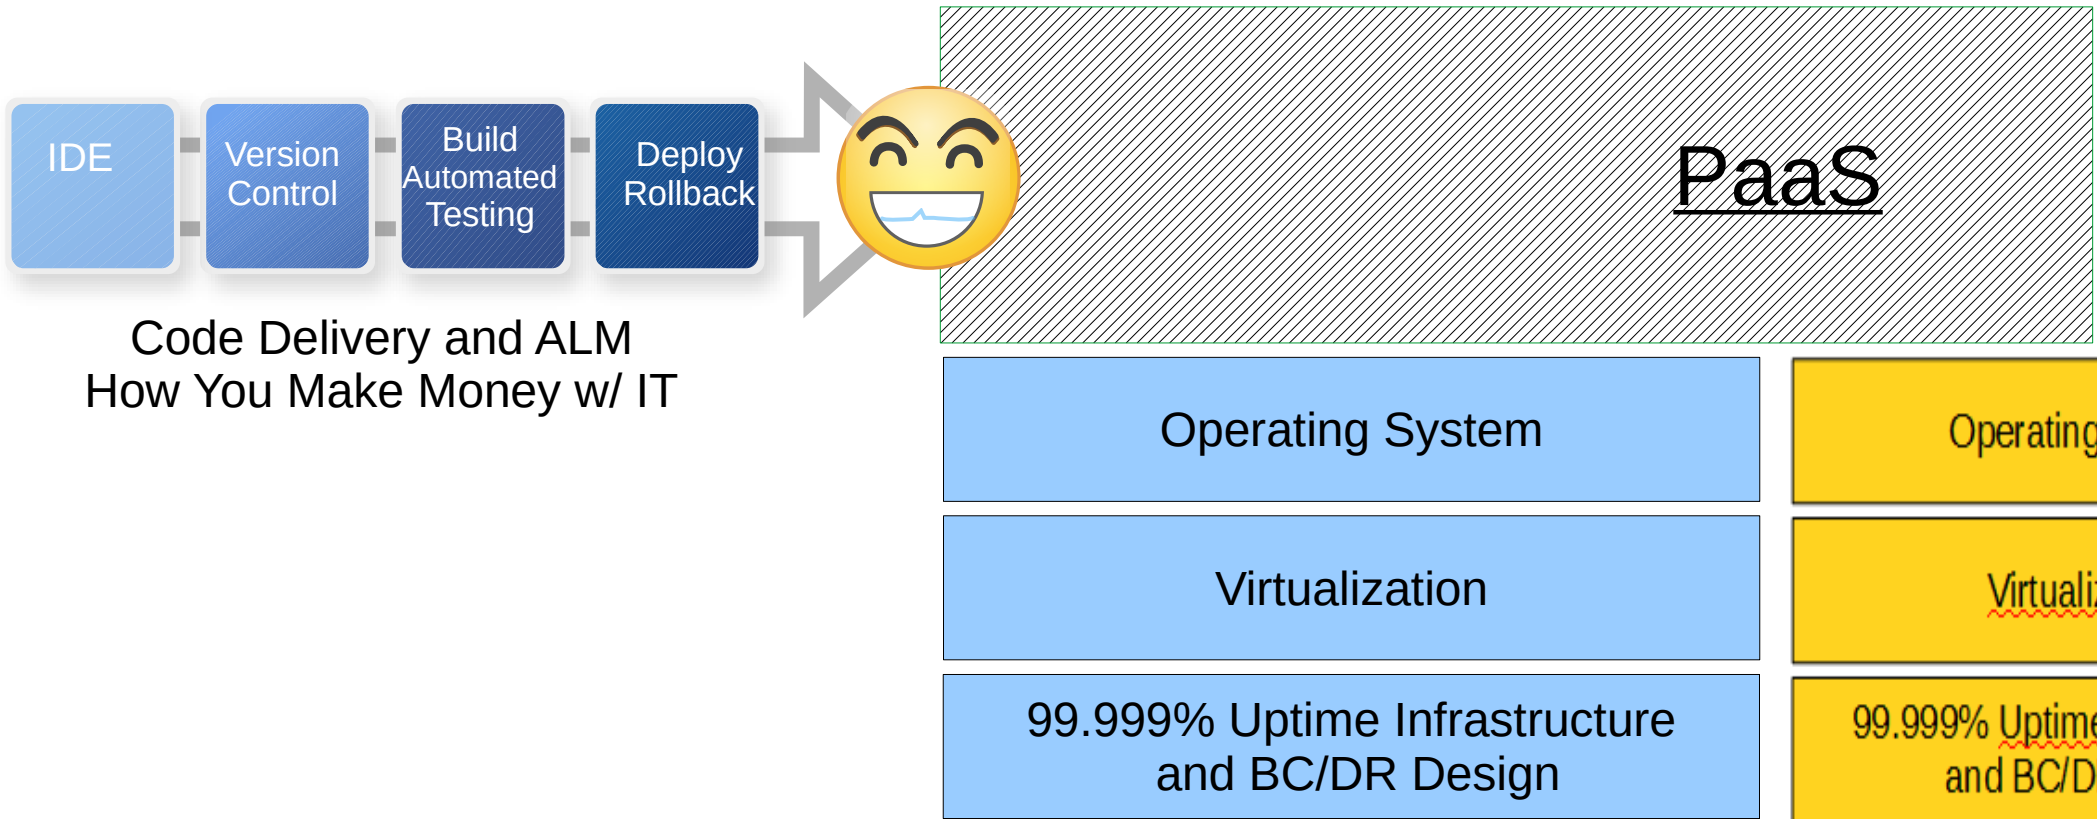 IDE
Version
Control
Build
Automated
Testing
Deploy
Rollback
PaaS
Code Delivery and ALM
How You Make Money w/ IT
Operating System
Operating
Virtualization
99.999% Uptime Infrastructure
and BC/DR Design
99.999% Uptime
and BC/D